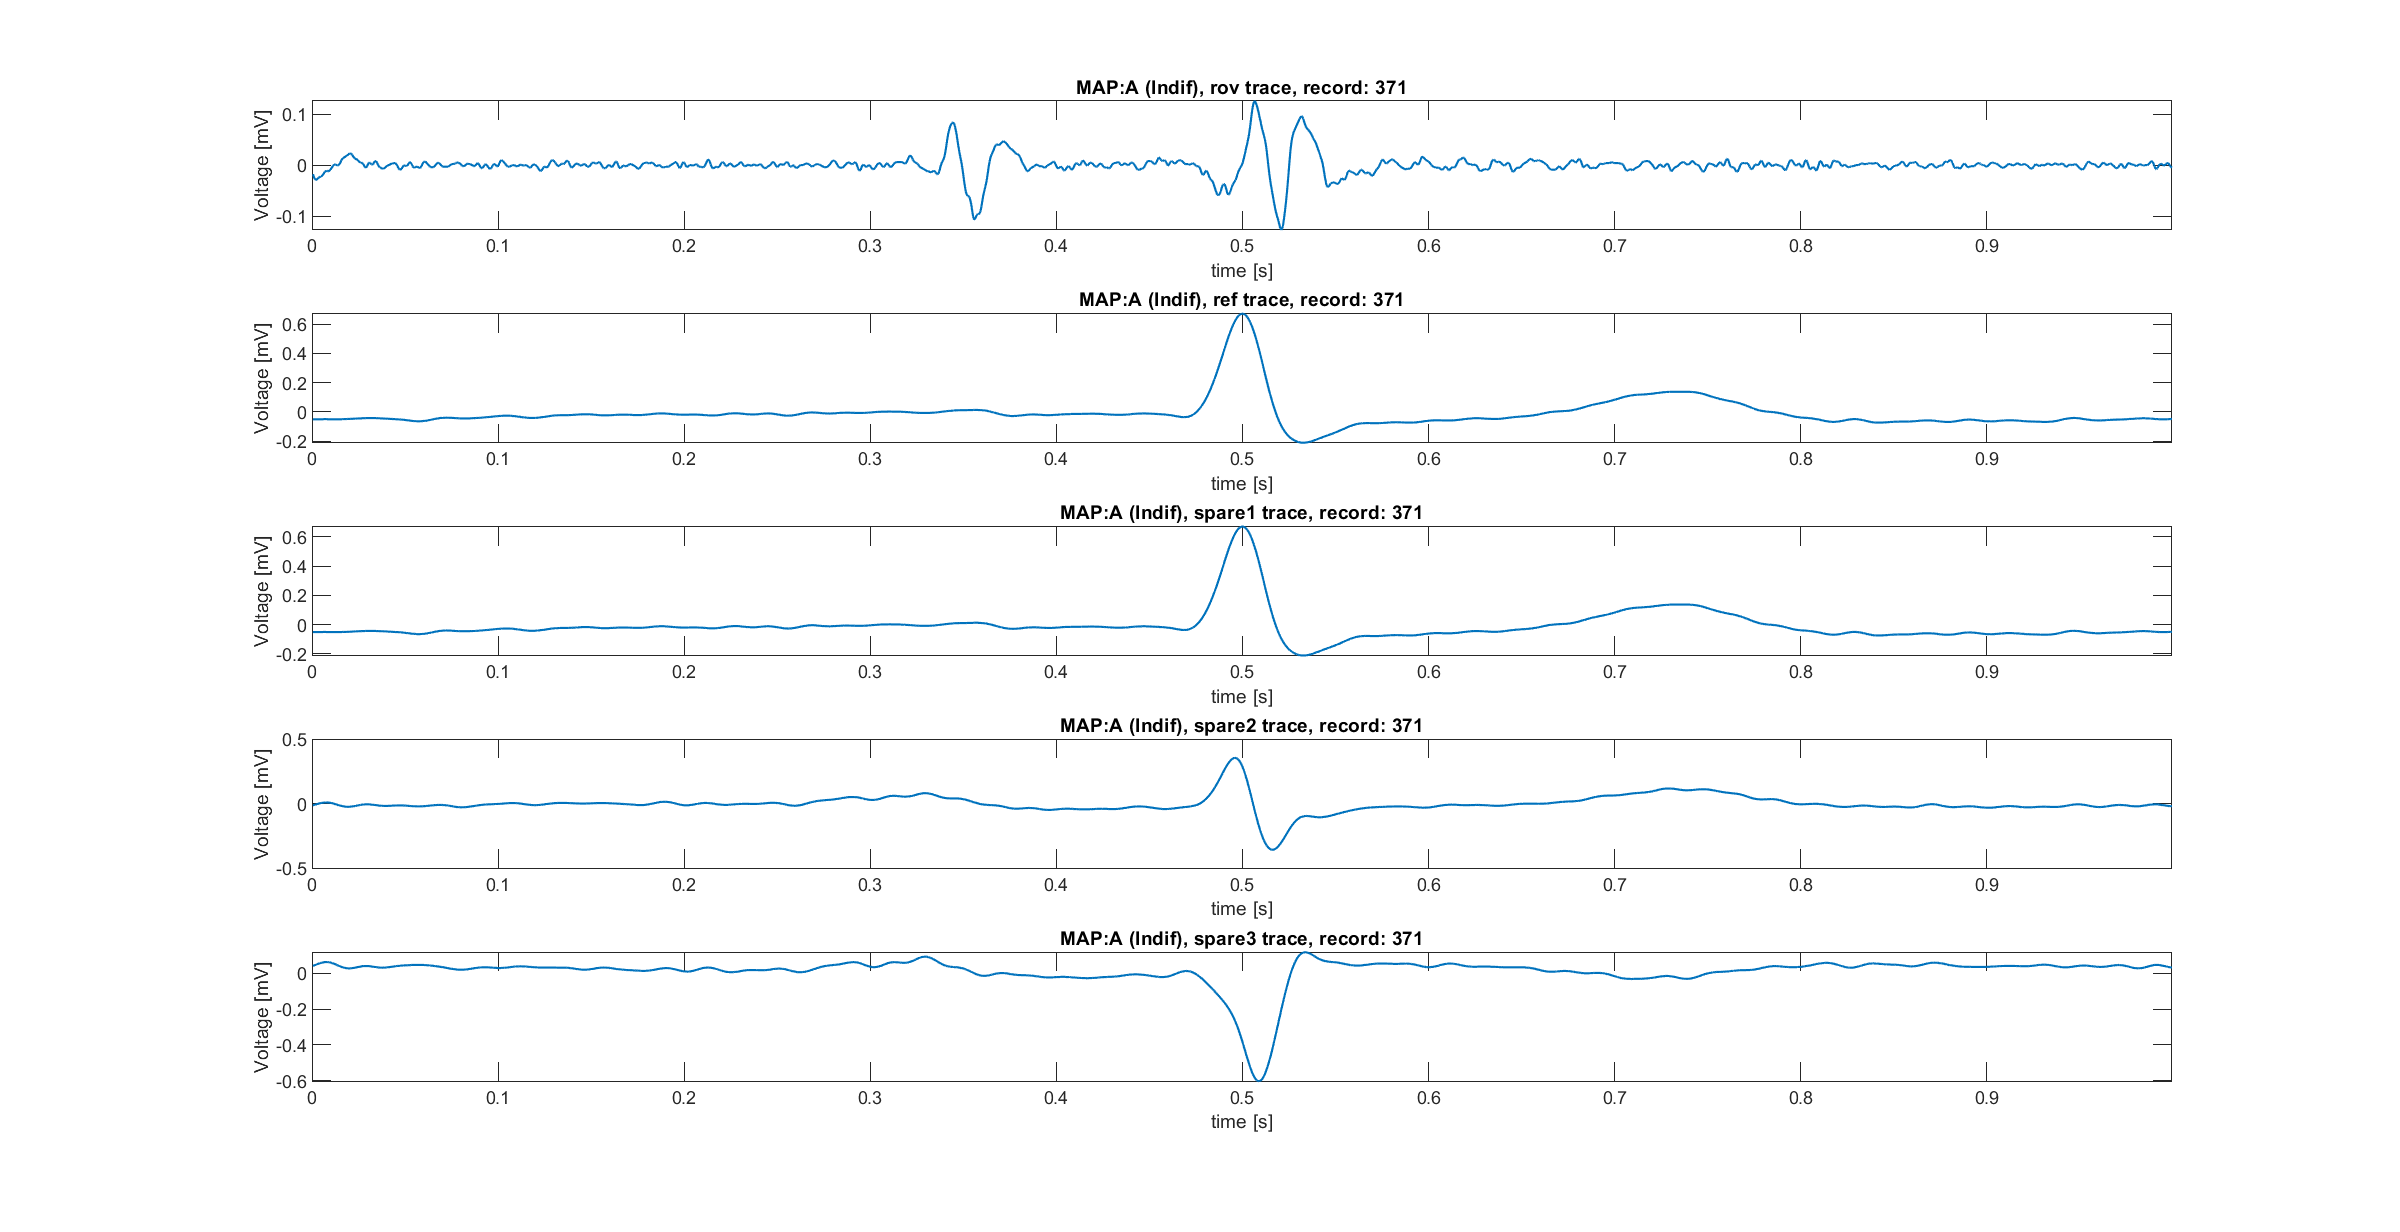 MAP:A (Indif), rov trace, record: 371
Voltage [mV]
0.1
0
-0.1
0 0.1 0.2 0.3 0.4 0.5 0.6 0.7 0.8 0.9
time [s]
MAP:A (Indif), ref trace, record: 371
Voltage [mV]
0.6
0.4
0.2
0
-0.2
0 0.1 0.2 0.3 0.4 0.5 0.6 0.7 0.8 0.9
time [s]
MAP:A (Indif), spare1 trace, record: 371
Voltage [mV]
0.6
0.4
0.2
0
-0.2
0 0.1 0.2 0.3 0.4 0.5 0.6 0.7 0.8 0.9
time [s]
MAP:A (Indif), spare2 trace, record: 371
Voltage [mV]
0.5
0
-0.5
0 0.1 0.2 0.3 0.4 0.5 0.6 0.7 0.8 0.9
time [s]
MAP:A (Indif), spare3 trace, record: 371
Voltage [mV]
0
-0.2
-0.4
-0.6
0 0.1 0.2 0.3 0.4 0.5 0.6 0.7 0.8 0.9
time [s]